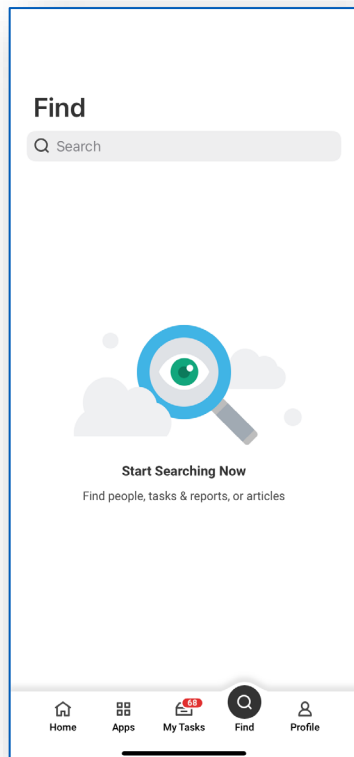 Find
Search
Start Searching Now
Find people, tasks & reports, or articles
68
Home Apps My Tasks Find Profile